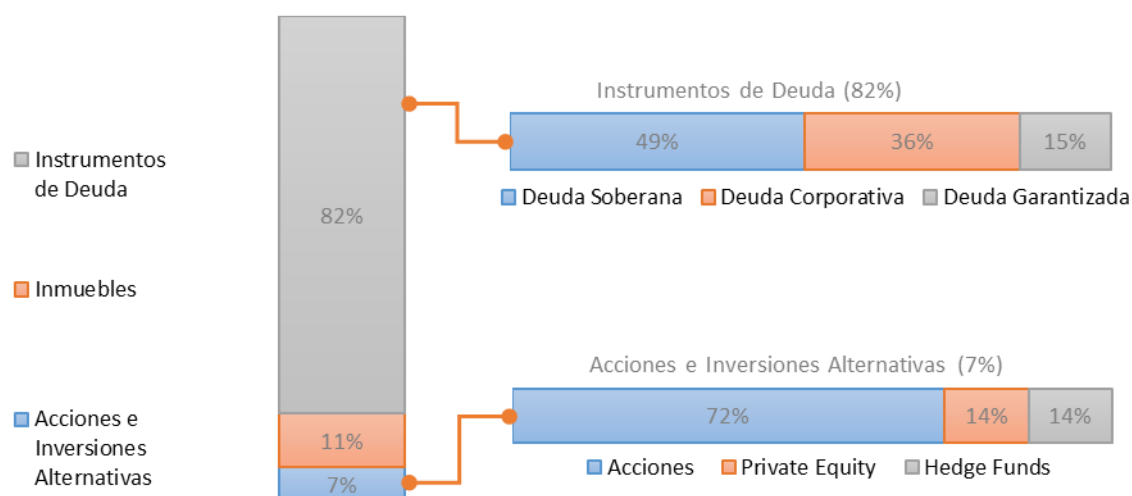 Instrumentos
de Deuda
Inmuebles
Acciones e
Inversiones
Alternativas
82%
11%
7%
Instrumentos de Deuda (82%)
49% 36% 15%
Deuda Soberana Deuda Corporativa Deuda Garantizada
Acciones e Inversiones Alternativas (7%)
72% 14% 14%
Acciones Private Equity Hedge Funds